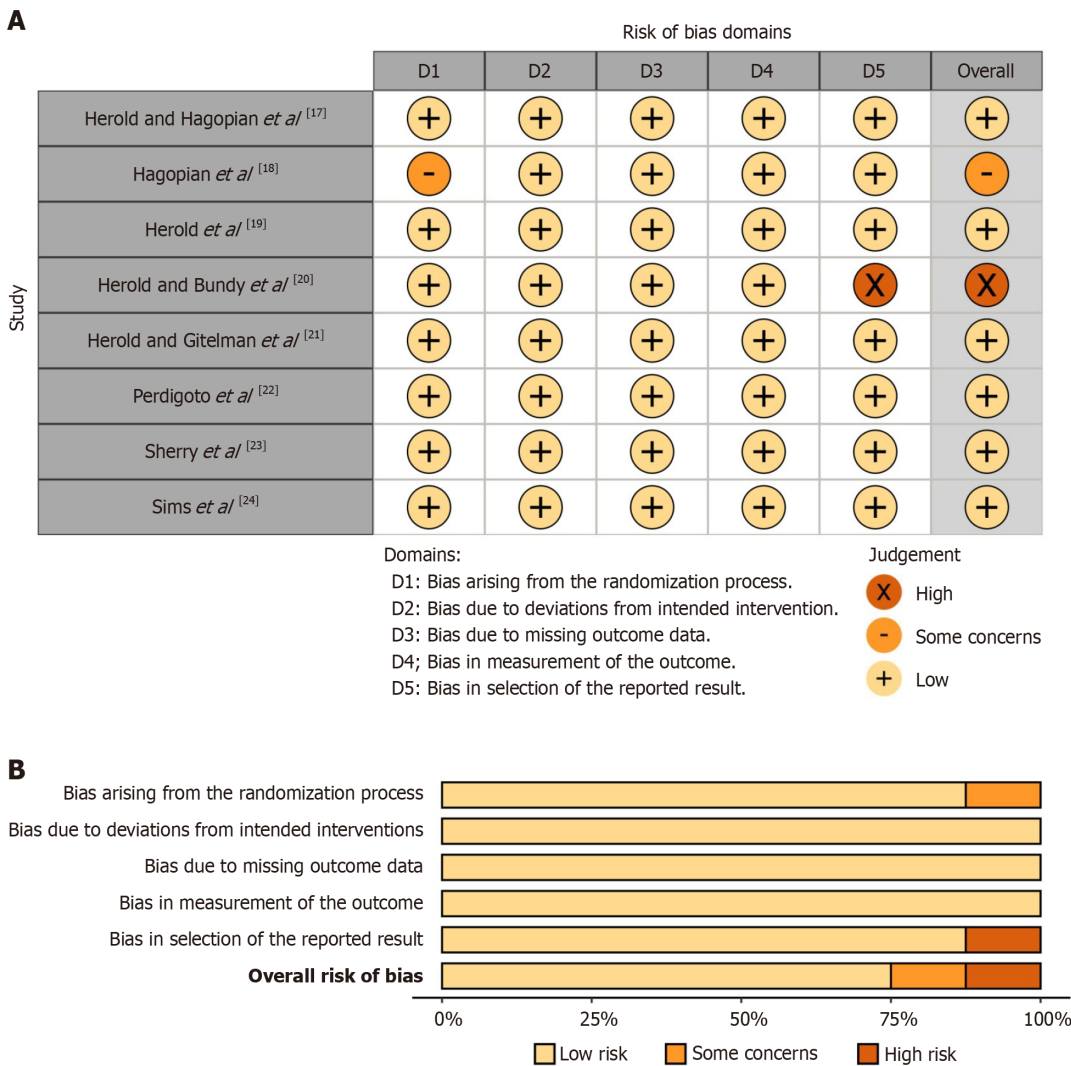 A
Risk of bias domains
D1 D2 D3 D4 D5 Overall
Study
Herold and Hagopian et al [17] + + + + + +
Hagopian et al [18] - + + + + -
Herold et al [19] + + + + + +
Herold and Bundy et al [20] + + + + X X
Herold and Gitelman et al [21] + + + + + +
Perdigoto et al [22] + + + + + +
Sherry et al [23] + + + + + +
Sims et al [24] + + + + + +
Domains:
D1: Bias arising from the randomization process.
D2: Bias due to deviations from intended intervention.
D3: Bias due to missing outcome data.
D4; Bias in measurement of the outcome.
D5: Bias in selection of the reported result.
Judgement
X High
- Some concerns
+ Low
B
Bias arising from the randomization process
Bias due to deviations from intended interventions
Bias due to missing outcome data
Bias in measurement of the outcome
Bias in selection of the reported result
Overall risk of bias
0% 25% 50% 75% 100%
Low risk Some concerns High risk